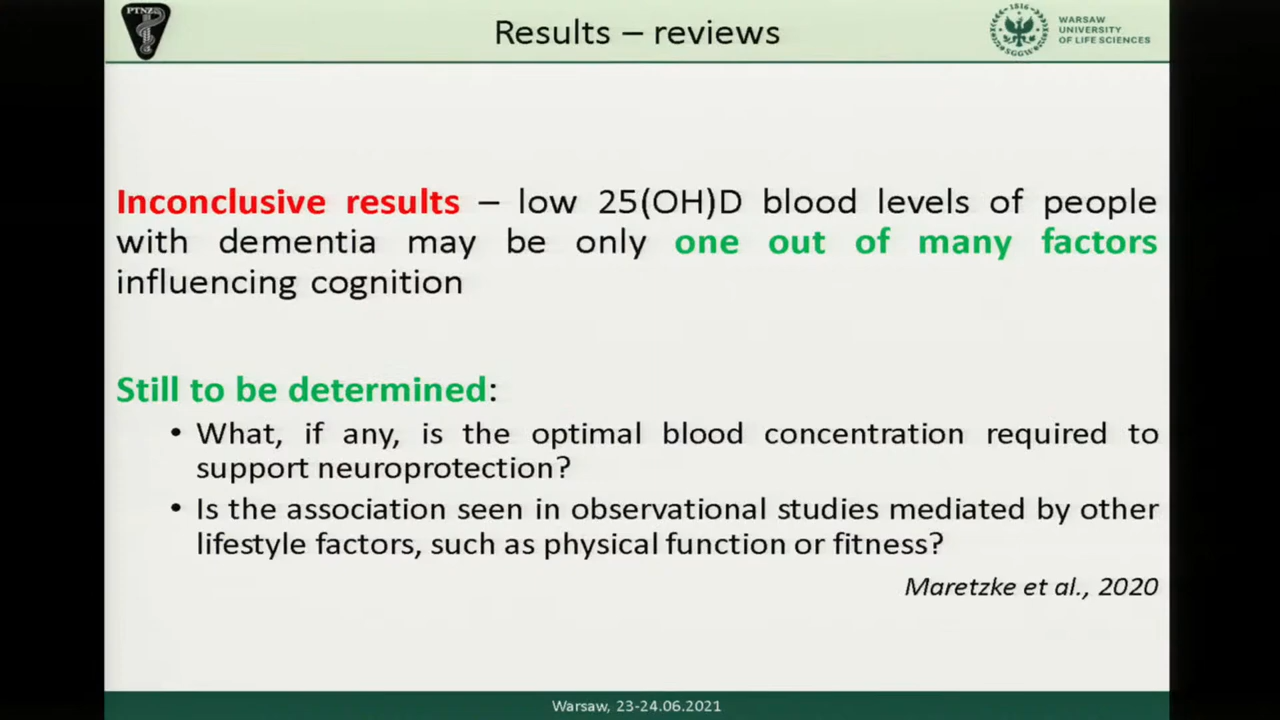 PTNZ
Results – reviews
1816
SGGW
WARSAW
UNIVERSITY
OF LIFE SCIENCES
Inconclusive results – low 25(OH)D blood levels of people
with dementia may be only one out of many factors
influencing cognition
Still to be determined:
• What, if any, is the optimal blood concentration required to
support neuroprotection?
• Is the association seen in observational studies mediated by other
lifestyle factors, such as physical function or fitness?
Maretzke et al., 2020
Warsaw, 23-24.06.2021